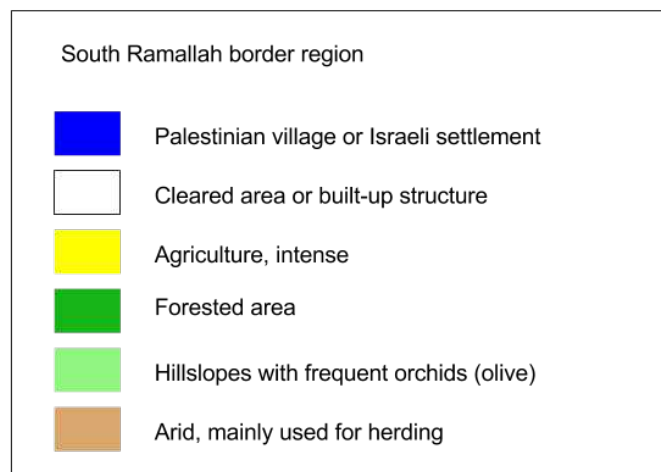 South Ramallah border region
Palestinian village or Israeli settlement
Cleared area or built-up structure
Agriculture, intense
Forested area
Hillslopes with frequent orchids (olive)
Arid, mainly used for herding